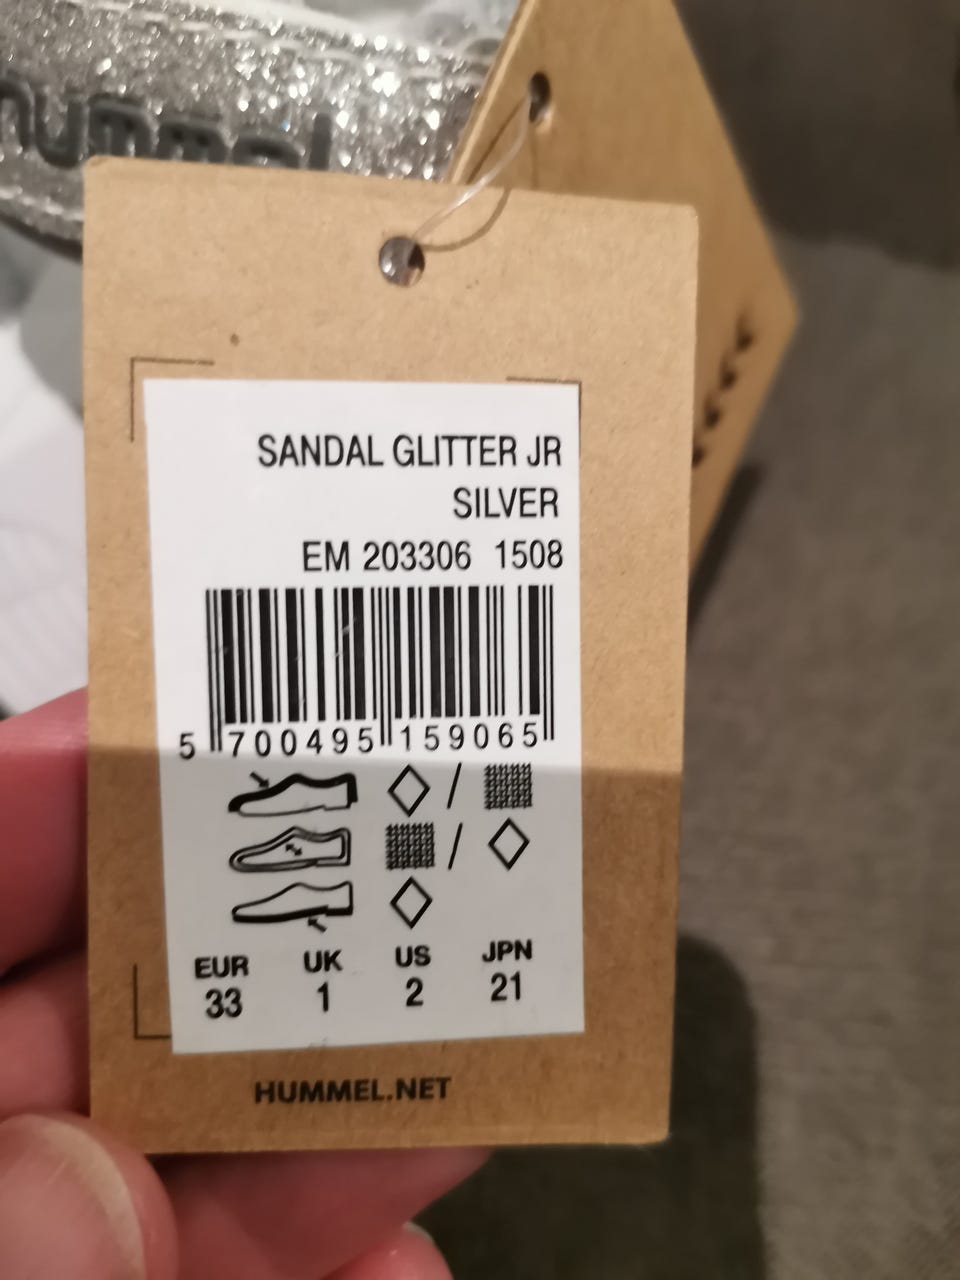 hummel
SANDAL GLITTER JR
SILVER
EM 203306 1508
5 700495 159065
/
/
EUR UK US JPN
33 1 2 21
HUMMEL.NET